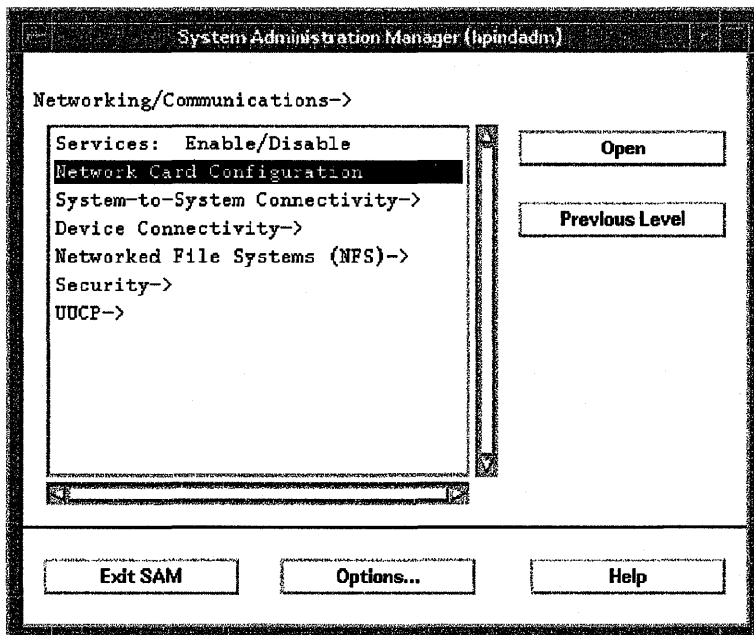 System Administration Manager (hpindadm)
Networking/Communications->
Services:  Enable/Disable
Network Card Configuration
System-to-System Connectivity->
Device Connectivity->
Networked File Systems (NFS)->
Security->
UUCP->
Open
Previous Level
Exit SAM
Options...
Help